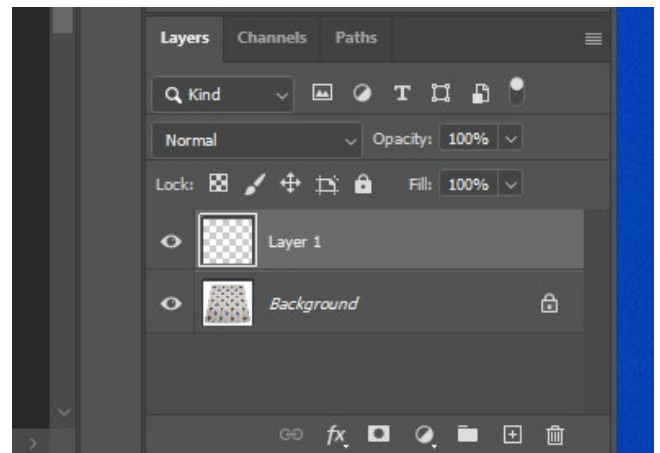 Layers Channels Paths
Kind
Normal Opacity: 100%
Lock: Fill: 100%
Layer 1
Background
fx